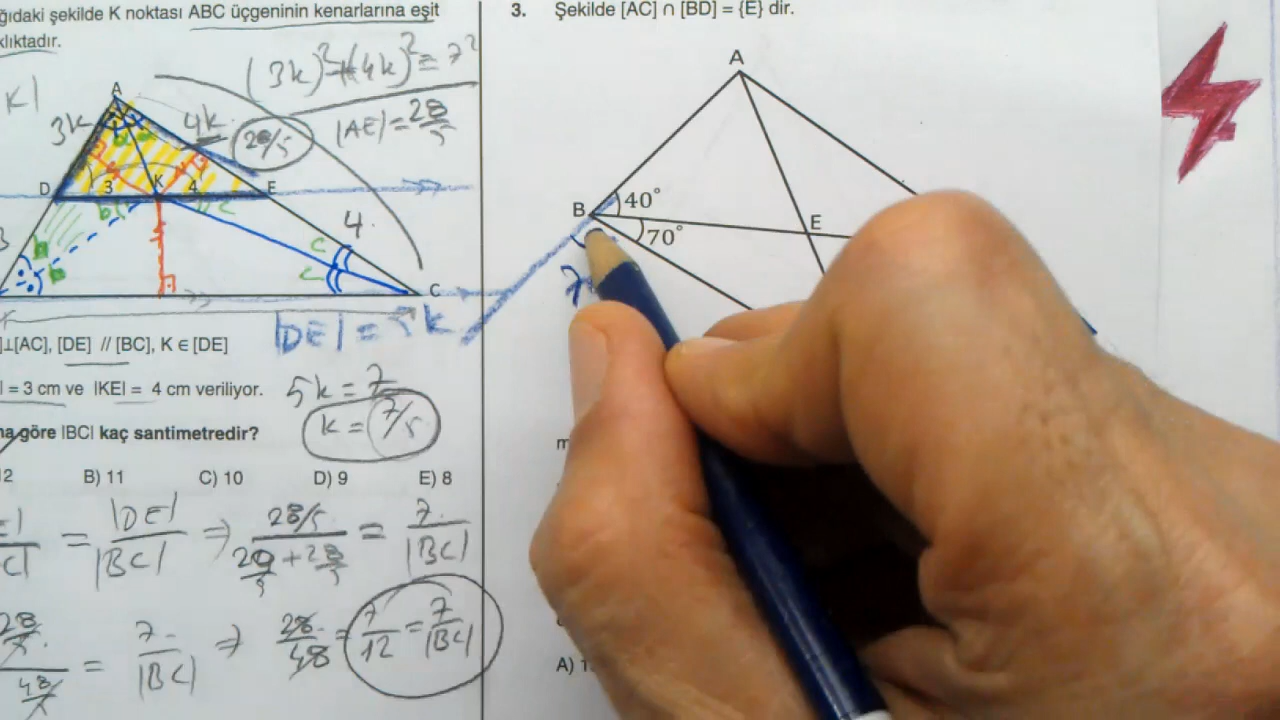 ğıdaki şekilde K noktası ABC üçgeninin kenarlarına eşit
klıktadır.
(3k)²+(4k)²=7²
K|
A
3k
4k
28/5
|AE|=28/5
D
3
K
4
E
4
C
|DE| = 5k
]⊥[AC], [DE] // [BC], K ∈ [DE]
| = 3 cm ve |KE| = 4 cm veriliyor.
5k = 7
k = 7/5
na göre |BC| kaç santimetredir?
2 B) 11 C) 10 D) 9 E) 8
= |DE|/|BC| ⇒ = 7/|BC|
= 7/|BC| ⇒ 28/48 = 7/12 = 7/|BC|
3. Şekilde [AC] ∩ [BD] = {E} dir.
A
B
40°
70°
E
m
A) 1